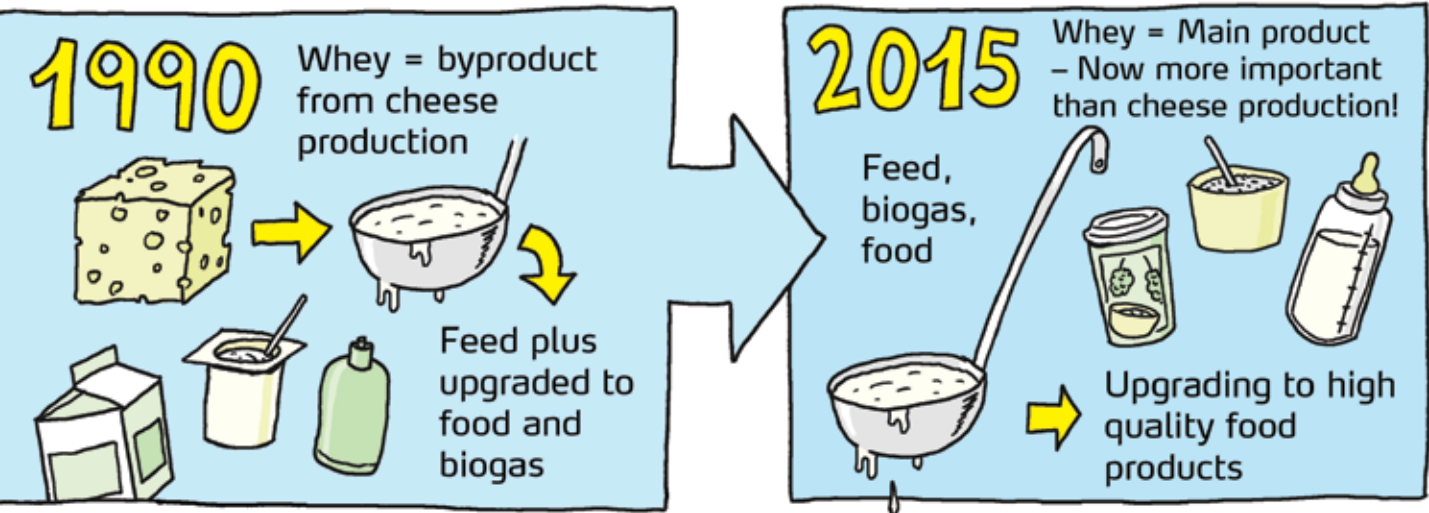 1990
Whey = byproduct
from cheese
production
Feed plus
upgraded to
food and
biogas
2015
Whey = Main product
– Now more important
than cheese production!
Feed,
biogas,
food
Upgrading to high
quality food
products